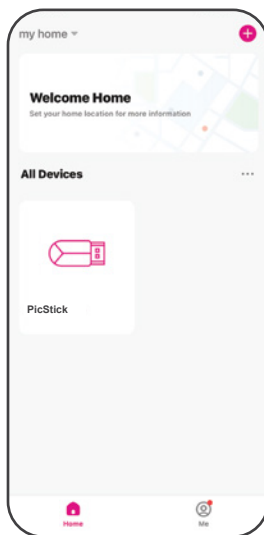 my home
Welcome Home
Set your home location for more information
All Devices
PicStick
Home
Me